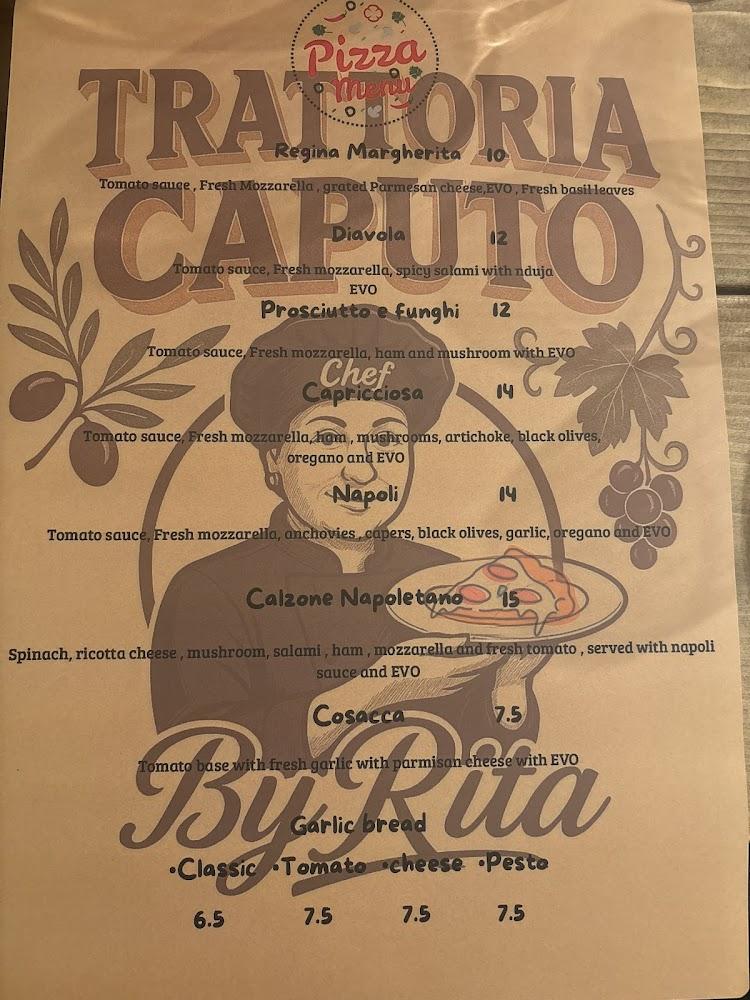 Pizza
Menu
TRATTORIA
CAPUTO
Regina Margherita 10
Tomato sauce , Fresh Mozzarella , grated Parmesan cheese,EVO , Fresh basil leaves
Diavola 12
Tomato sauce, Fresh mozzarella, spicy salami with nduja
EVO
Prosciutto e funghi 12
Tomato sauce, Fresh mozzarella, ham and mushroom with EVO
Chef
Capricciosa 14
Tomato sauce, Fresh mozzarella, ham , mushrooms, artichoke, black olives,
oregano and EVO
Napoli 14
Tomato sauce, Fresh mozzarella, anchovies , capers, black olives, garlic, oregano and EVO
Calzone Napoletano 15
Spinach, ricotta cheese , mushroom, salami , ham , mozzarella and fresh tomato , served with napoli
sauce and EVO
Cosacca 7.5
Tomato base with fresh garlic with parmisan cheese with EVO
By Rita
Garlic bread
•Classic •Tomato •cheese •Pesto
6.5 7.5 7.5 7.5